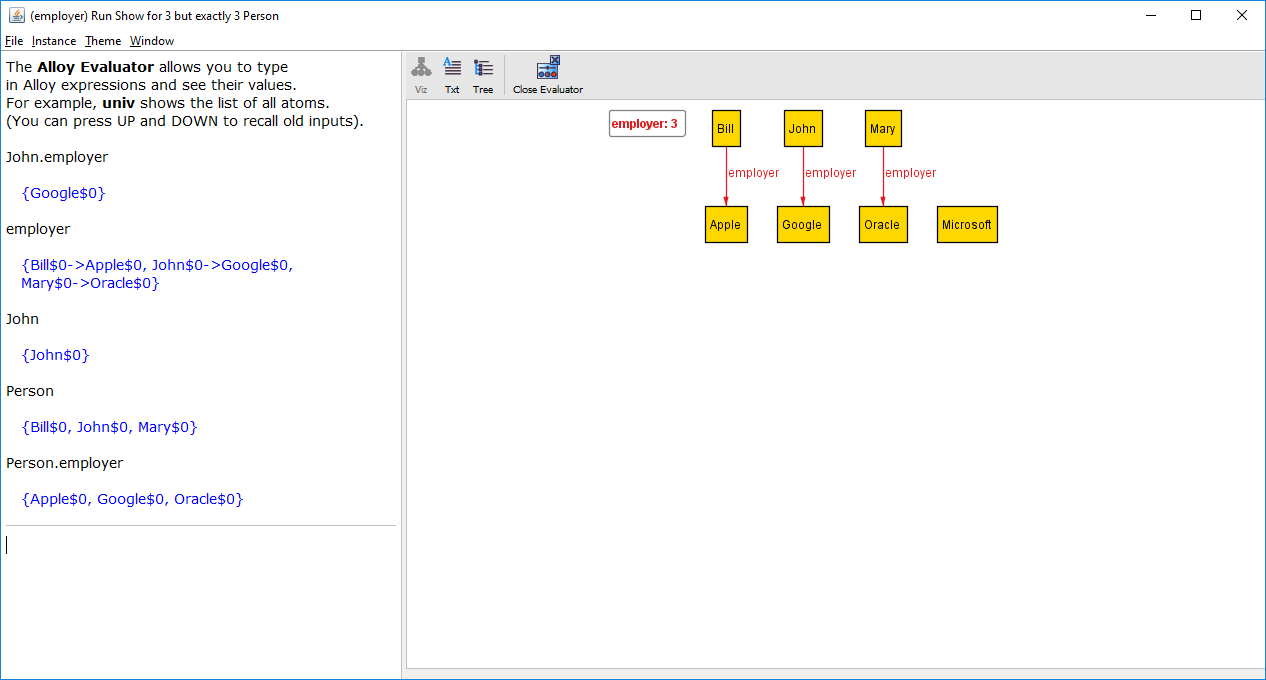 (employer) Run Show for 3 but exactly 3 Person
File Instance Theme Window
The Alloy Evaluator allows you to type
in Alloy expressions and see their values.
For example, univ shows the list of all atoms.
(You can press UP and DOWN to recall old inputs).
John.employer
{Google$0}
employer
{Bill$0->Apple$0, John$0->Google$0,
Mary$0->Oracle$0}
John
{John$0}
Person
{Bill$0, John$0, Mary$0}
Person.employer
{Apple$0, Google$0, Oracle$0}
Viz Txt Tree Close Evaluator
employer: 3 Bill John Mary
employer employer employer
Apple Google Oracle Microsoft